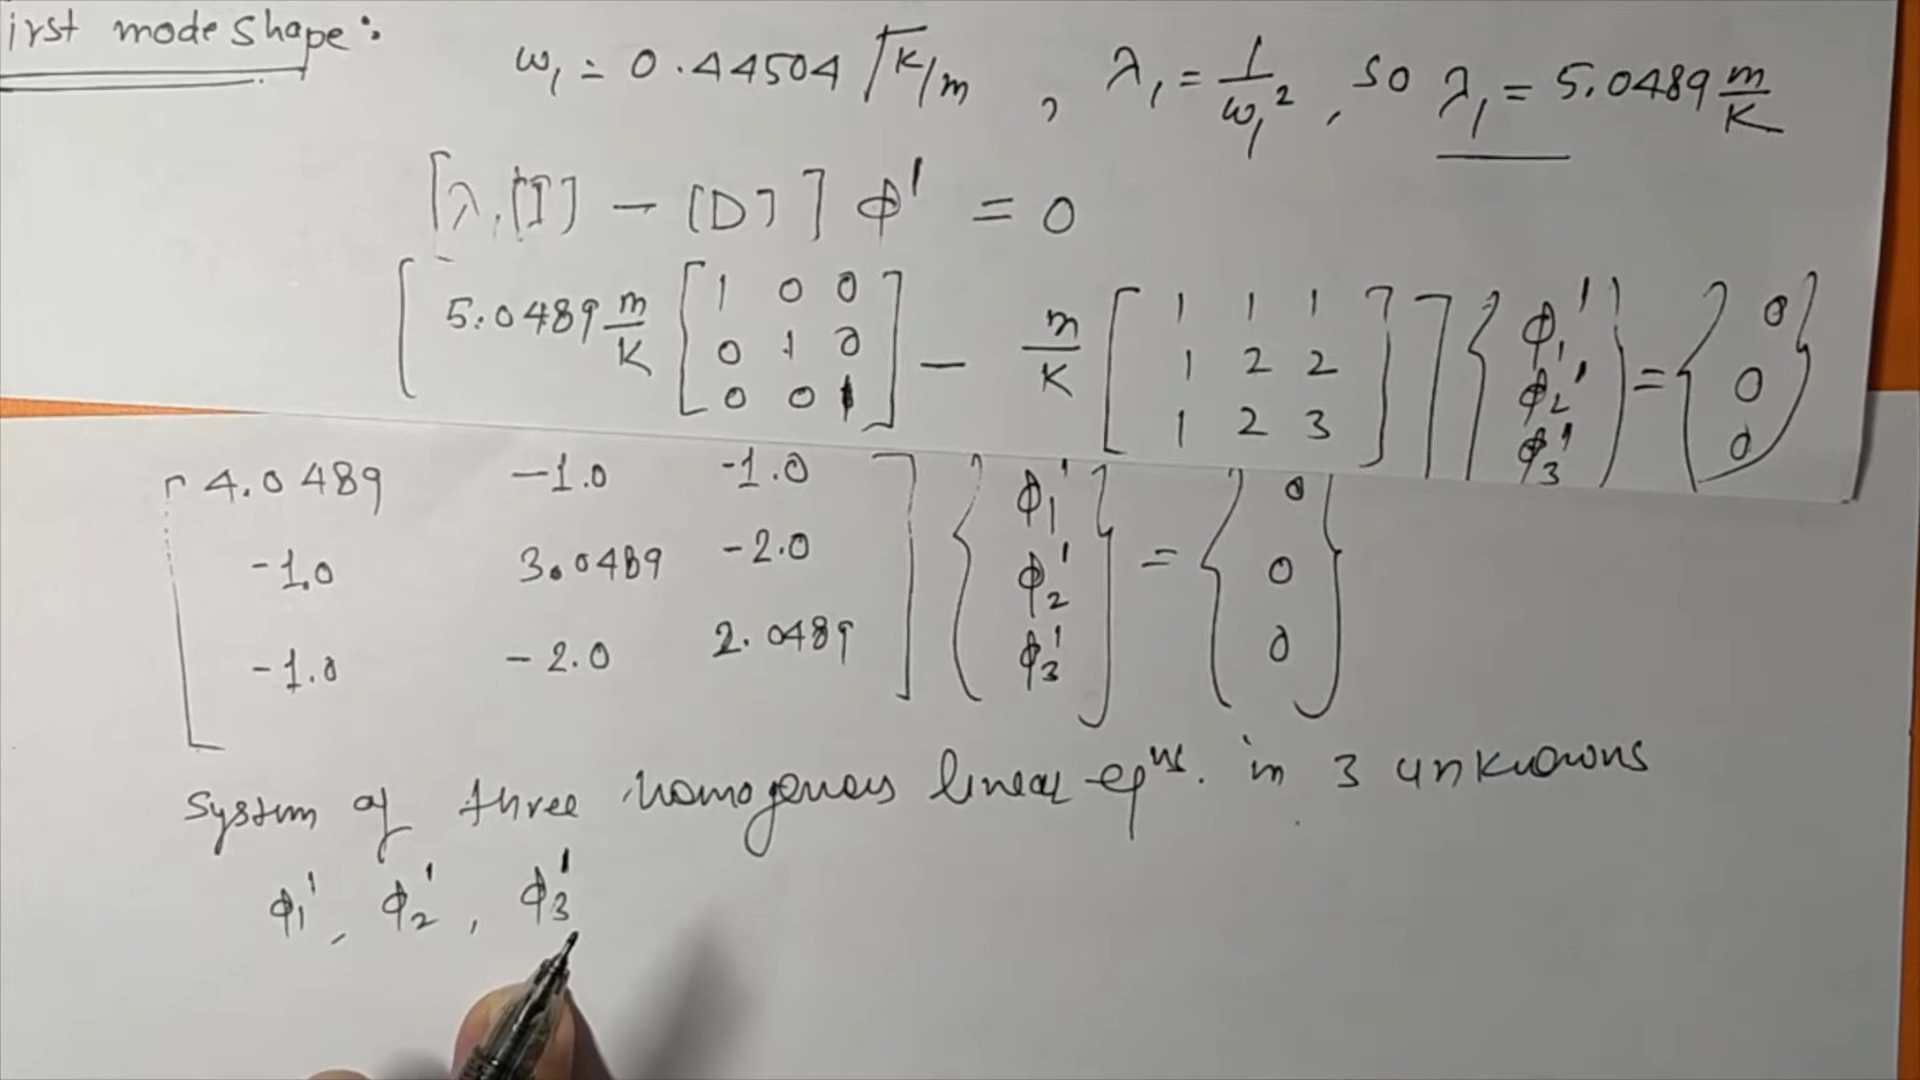 irst mode shape:
ω₁ = 0.44504 √K/m , λ₁ = 1/ω₁² , so λ₁ = 5.0489 m/K
[λ₁[I] - [D]] ϕ¹ = 0
[5.0489 m/K [1 0 0; 0 1 0; 0 0 1] - m/K [1 1 1; 1 2 2; 1 2 3]] {ϕ₁¹; ϕ₂¹; ϕ₃¹} = {0; 0; 0}
[4.0489 -1.0 -1.0; -1.0 3.0489 -2.0; -1.0 -2.0 2.0489] {ϕ₁¹; ϕ₂¹; ϕ₃¹} = {0; 0; 0}
System of three homogenous linear eqns. in 3 unknowns
ϕ₁¹, ϕ₂¹, ϕ₃¹